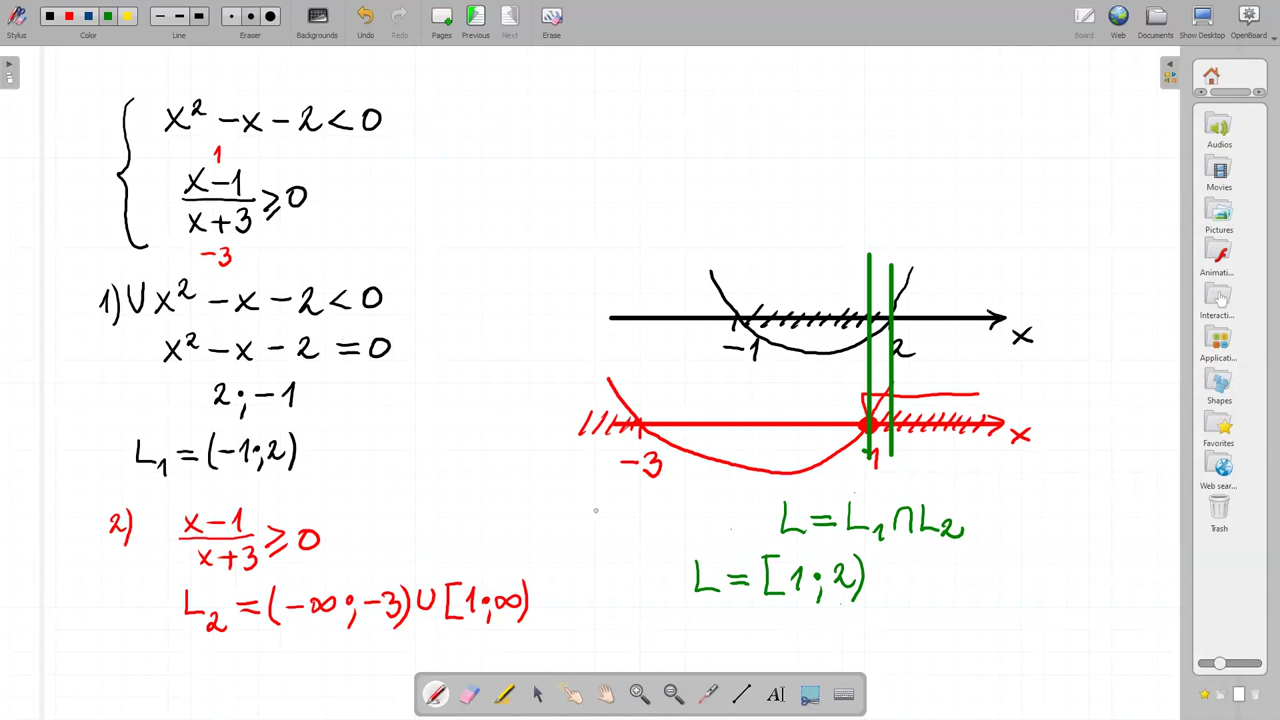 Stylus Color Line Eraser Backgrounds Undo Redo Pages Previous Next Erase Board Web Documents Show Desktop OpenBoard
x² - x - 2 < 0
1
x-1
x+3
≥ 0
-3
1) Ux² - x - 2 < 0
x² - x - 2 = 0
2 ; -1
L₁ = (-1;2)
2) x-1
x+3
≥ 0
L₂ = (-∞;-3) U [1;∞)
-1 2 x
-3 1 x
L = L₁ ∩ L₂
L = [1;2)
Audios
Movies
Pictures
Animati...
Interacti...
Applicati...
Shapes
Favorites
Web sear...
Trash
AI